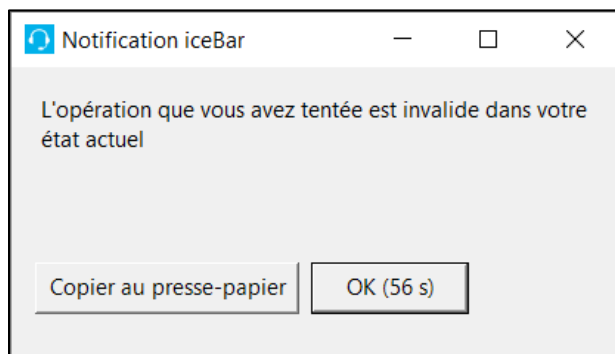 Notification iceBar
L'opération que vous avez tentée est invalide dans votre
état actuel
Copier au presse-papier
OK (56 s)